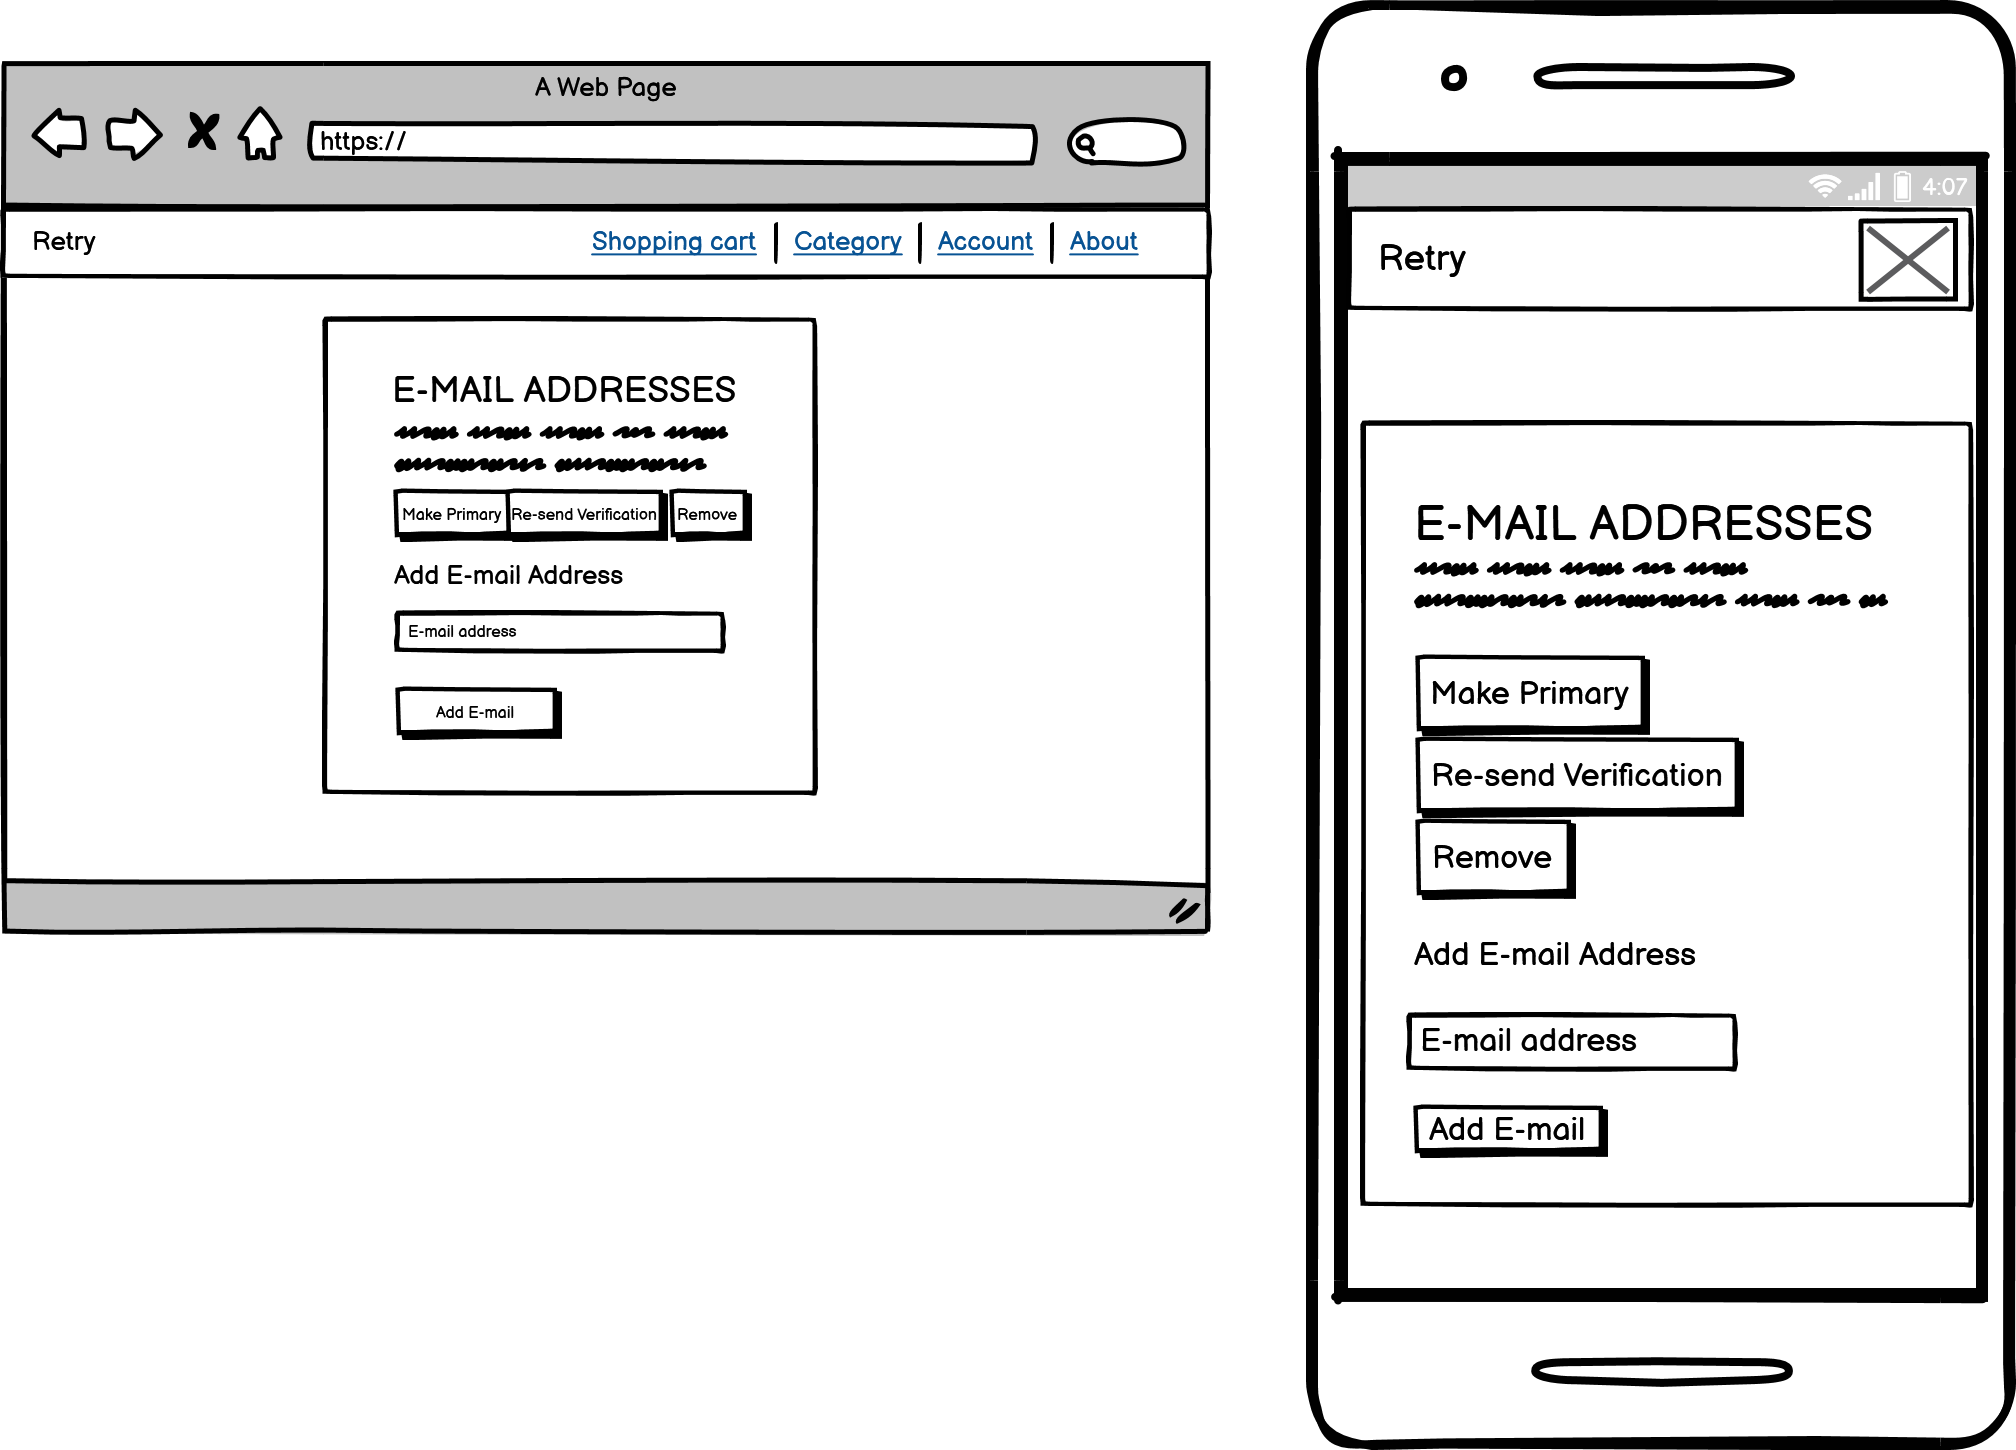 A Web Page
https://
Retry Shopping cart Category Account About
E-MAIL ADDRESSES
Make Primary Re-send Verification Remove
Add E-mail Address
E-mail address
Add E-mail
4:07
Retry
E-MAIL ADDRESSES
Make Primary
Re-send Verification
Remove
Add E-mail Address
E-mail address
Add E-mail